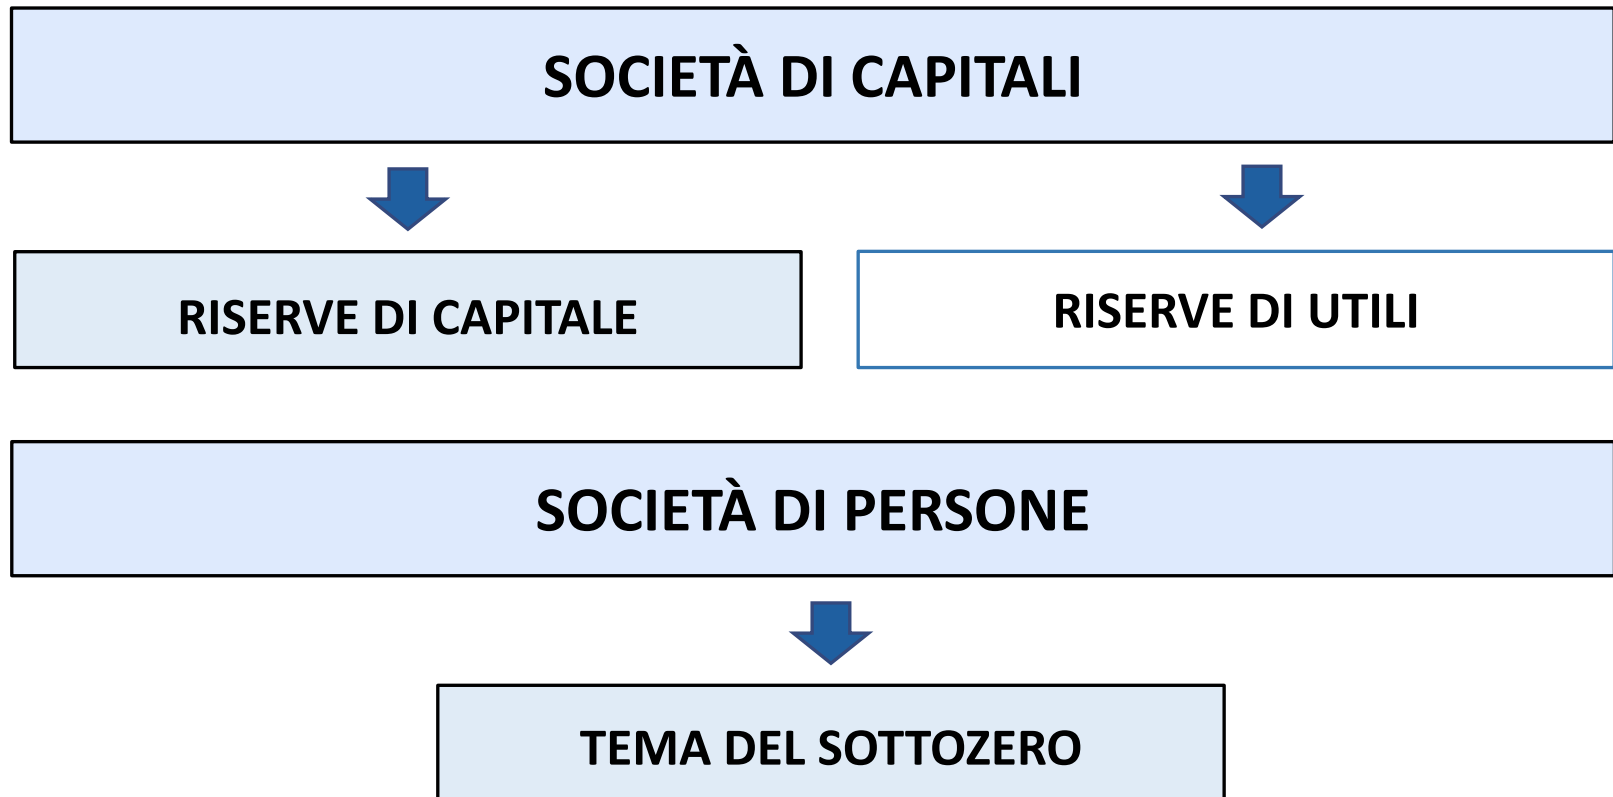 SOCIETÀ DI CAPITALI
RISERVE DI CAPITALE
RISERVE DI UTILI
SOCIETÀ DI PERSONE
TEMA DEL SOTTOZERO